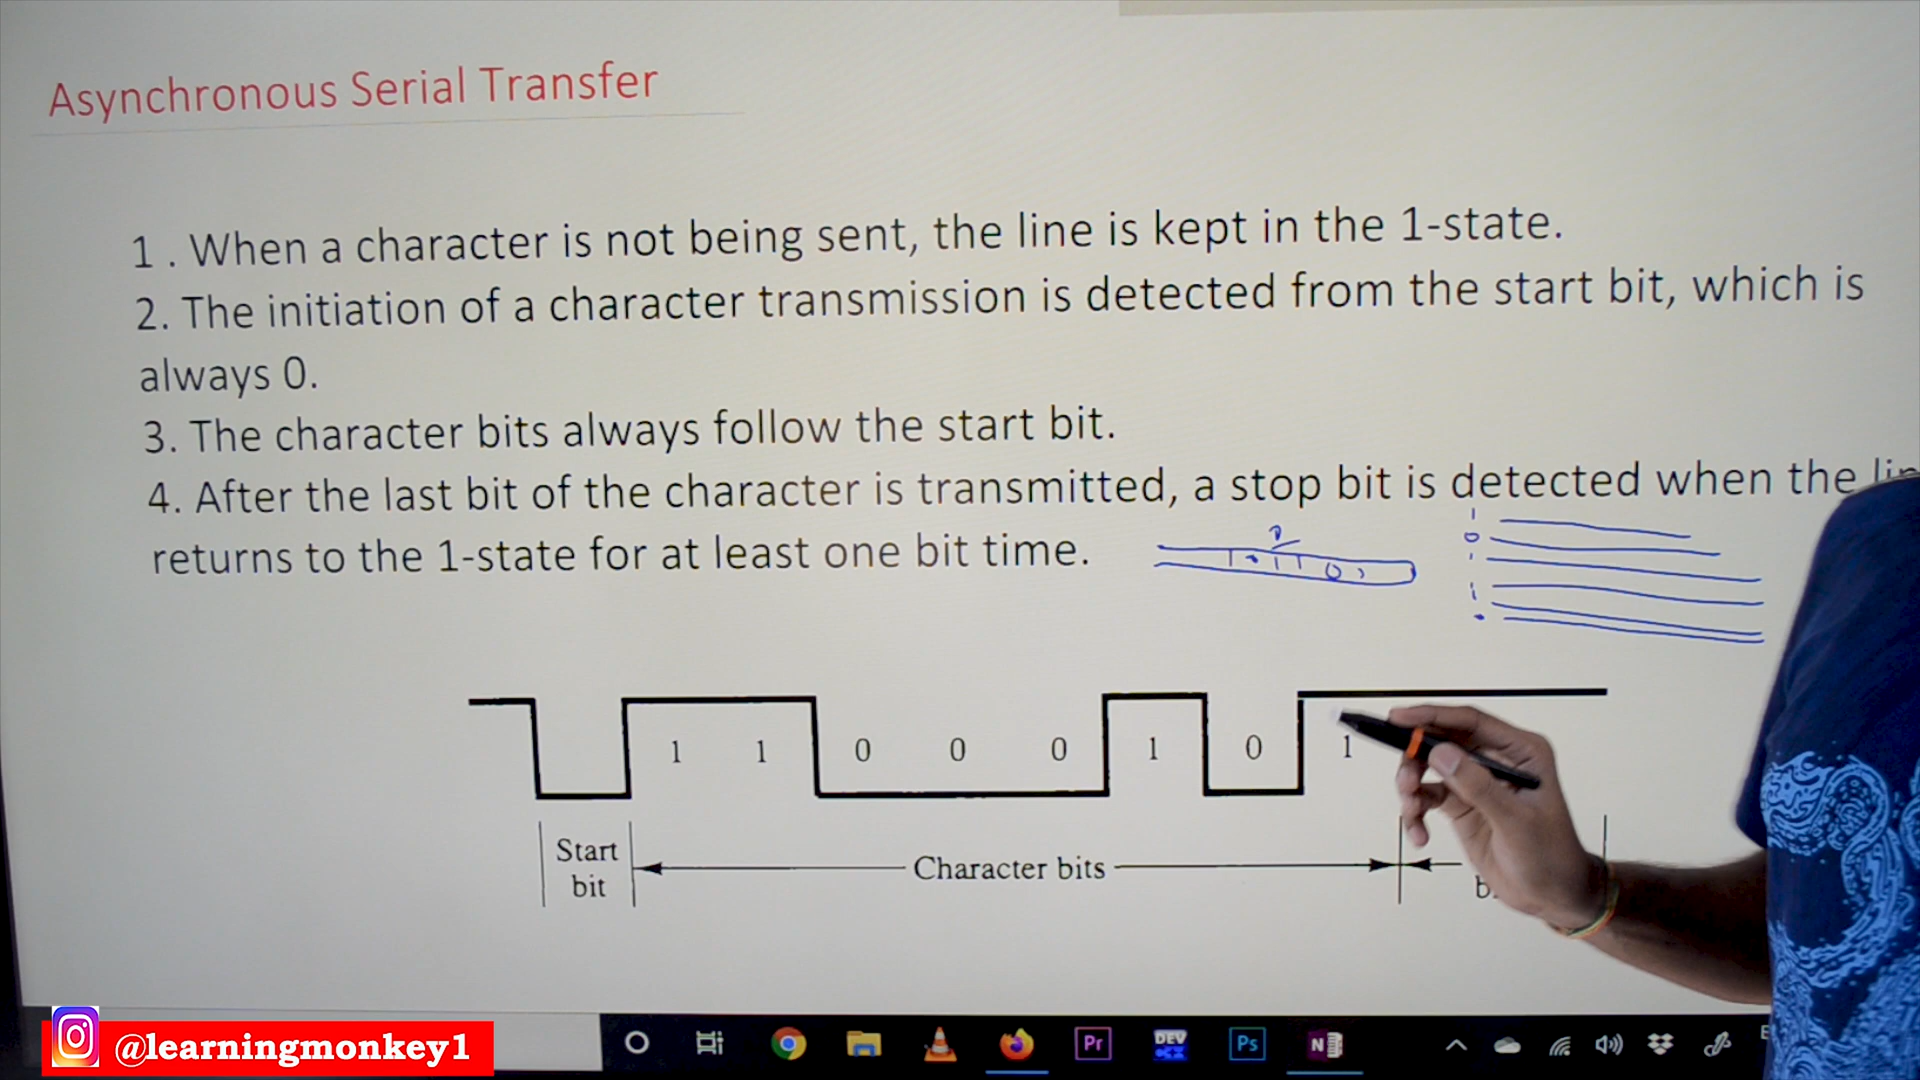 Asynchronous Serial Transfer
1 . When a character is not being sent, the line is kept in the 1-state.
2. The initiation of a character transmission is detected from the start bit, which is
always 0.
3. The character bits always follow the start bit.
4. After the last bit of the character is transmitted, a stop bit is detected when the
returns to the 1-state for at least one bit time.
1 1 0 0 0 1 0 1
Start
bit
Character bits
Pr
DEV
Ps
N
@learningmonkey1